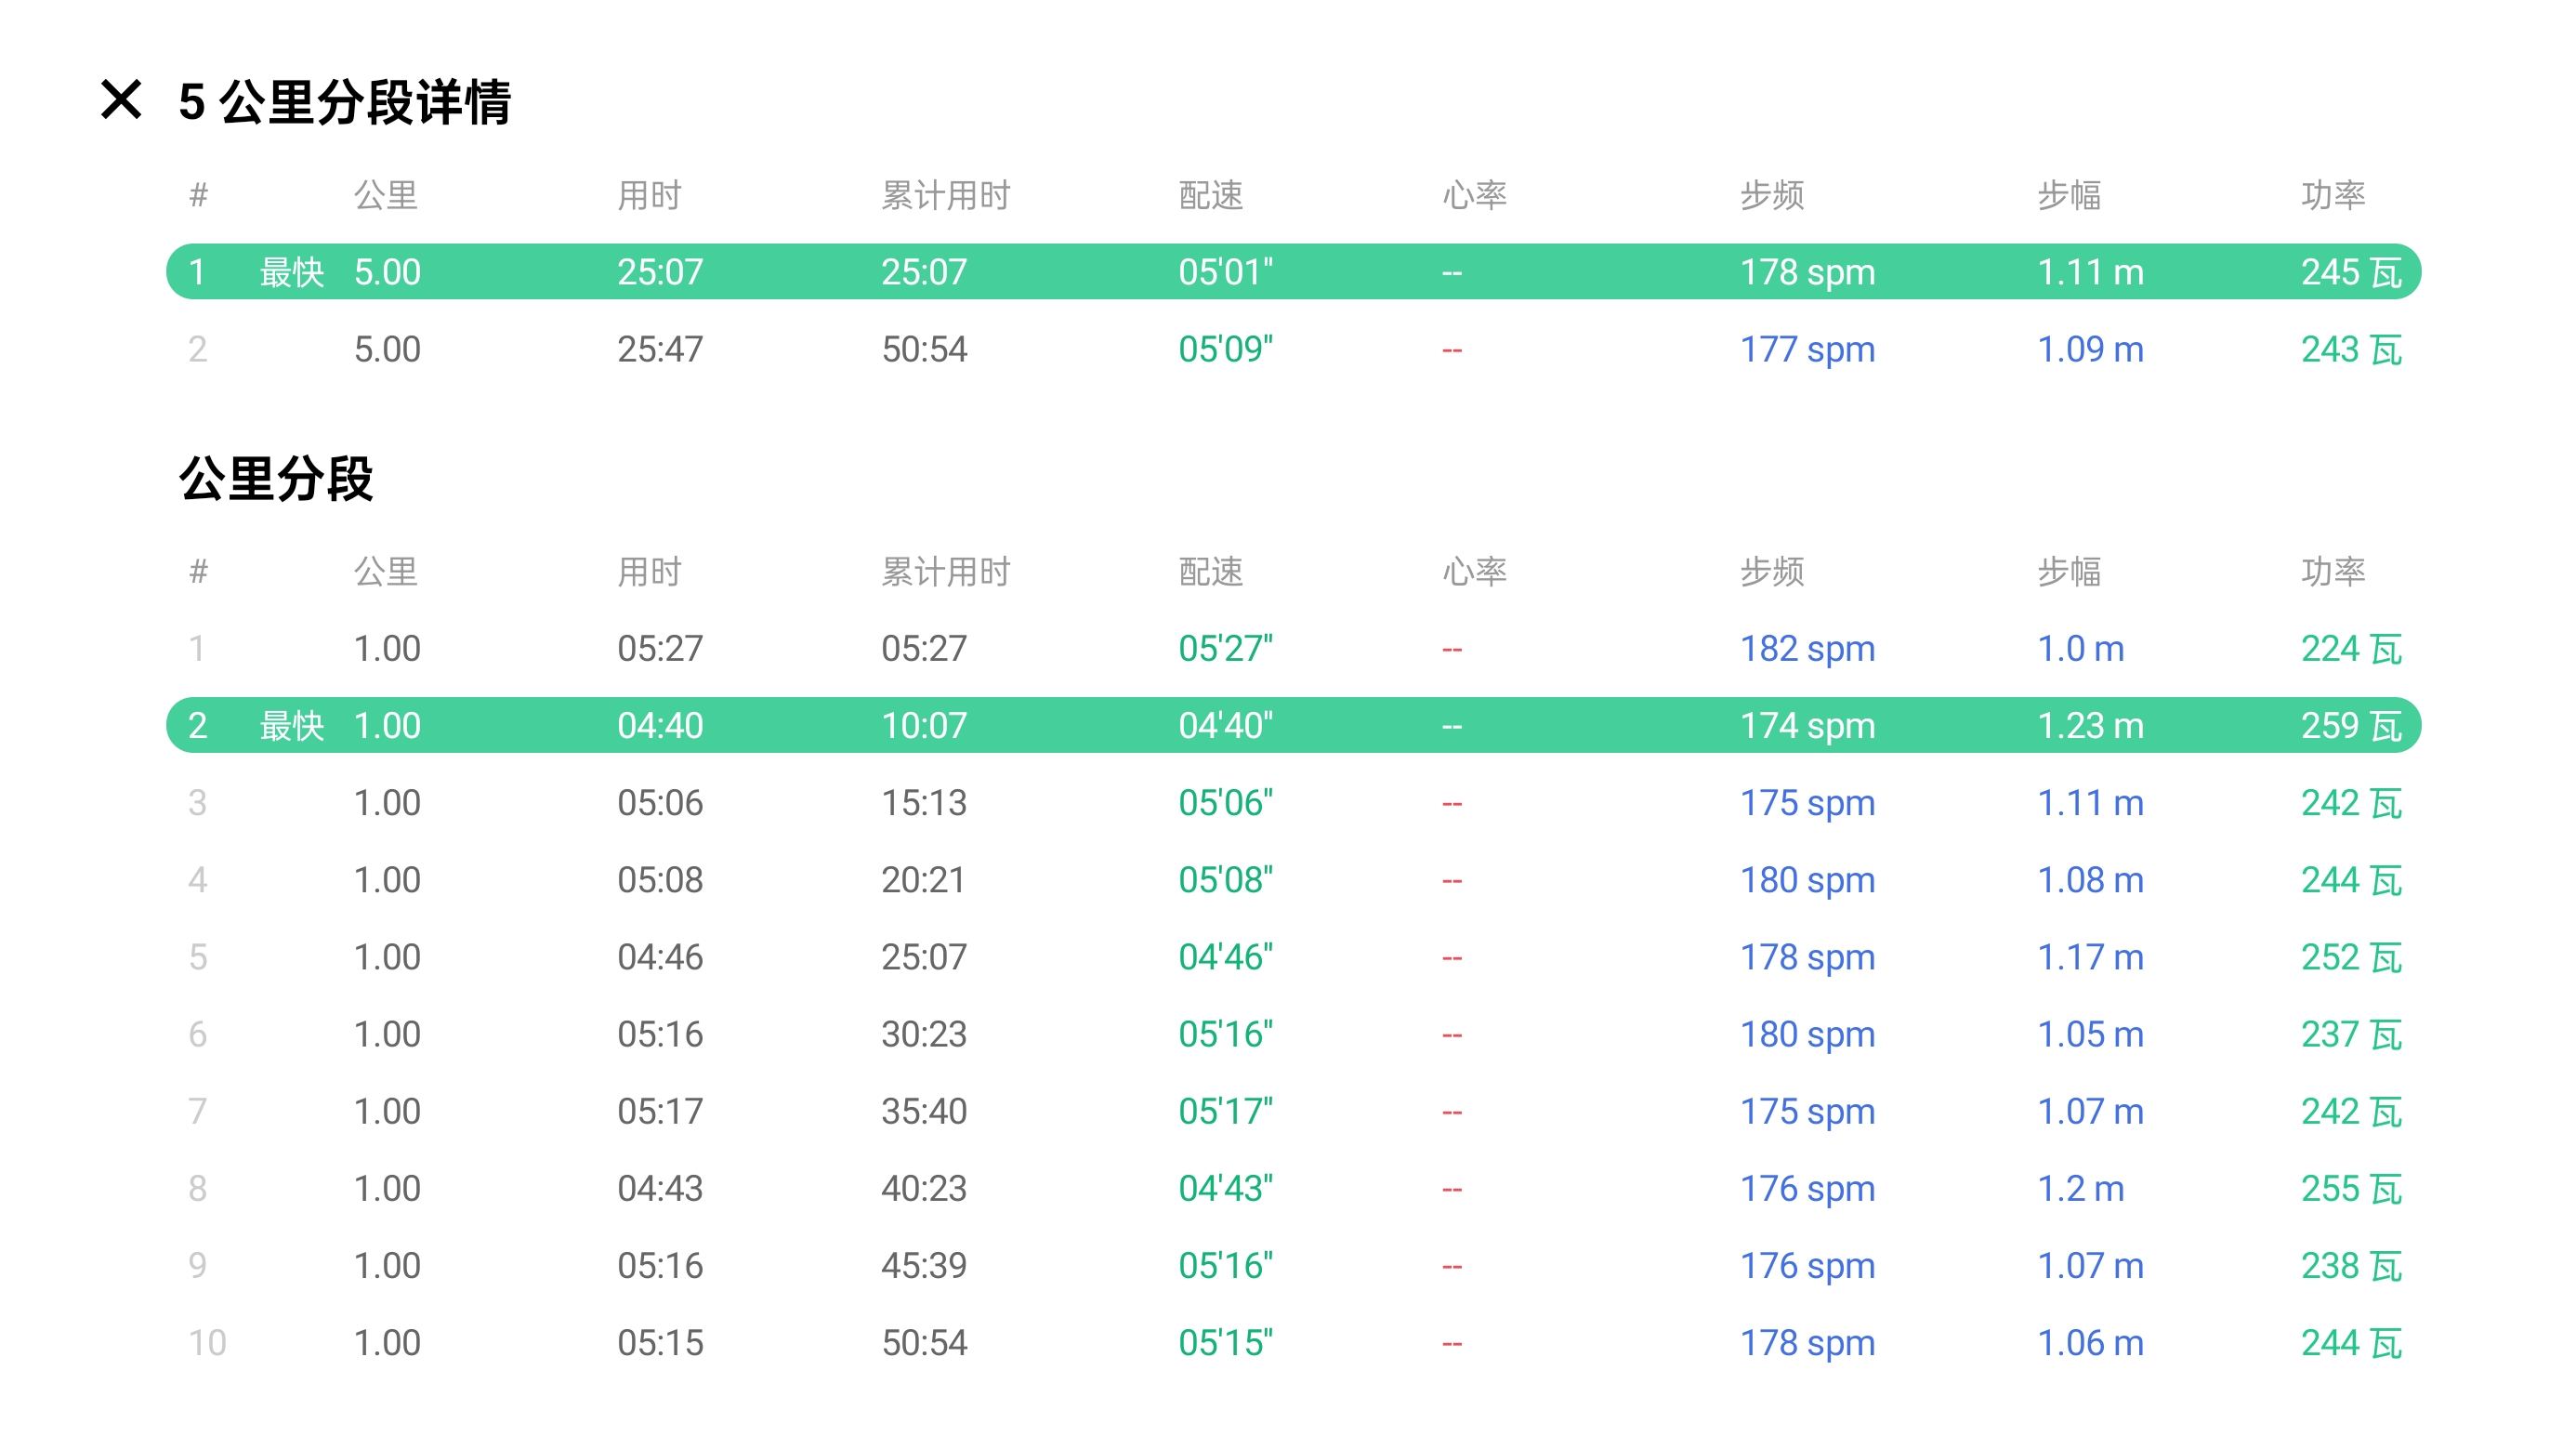 5 公里分段详情
# 公里 用时 累计用时 配速 心率 步频 步幅 功率
1 最快 5.00 25:07 25:07 05'01" -- 178 spm 1.11 m 245 瓦
2 5.00 25:47 50:54 05'09" -- 177 spm 1.09 m 243 瓦
公里分段
# 公里 用时 累计用时 配速 心率 步频 步幅 功率
1 1.00 05:27 05:27 05'27" -- 182 spm 1.0 m 224 瓦
2 最快 1.00 04:40 10:07 04'40" -- 174 spm 1.23 m 259 瓦
3 1.00 05:06 15:13 05'06" -- 175 spm 1.11 m 242 瓦
4 1.00 05:08 20:21 05'08" -- 180 spm 1.08 m 244 瓦
5 1.00 04:46 25:07 04'46" -- 178 spm 1.17 m 252 瓦
6 1.00 05:16 30:23 05'16" -- 180 spm 1.05 m 237 瓦
7 1.00 05:17 35:40 05'17" -- 175 spm 1.07 m 242 瓦
8 1.00 04:43 40:23 04'43" -- 176 spm 1.2 m 255 瓦
9 1.00 05:16 45:39 05'16" -- 176 spm 1.07 m 238 瓦
10 1.00 05:15 50:54 05'15" -- 178 spm 1.06 m 244 瓦